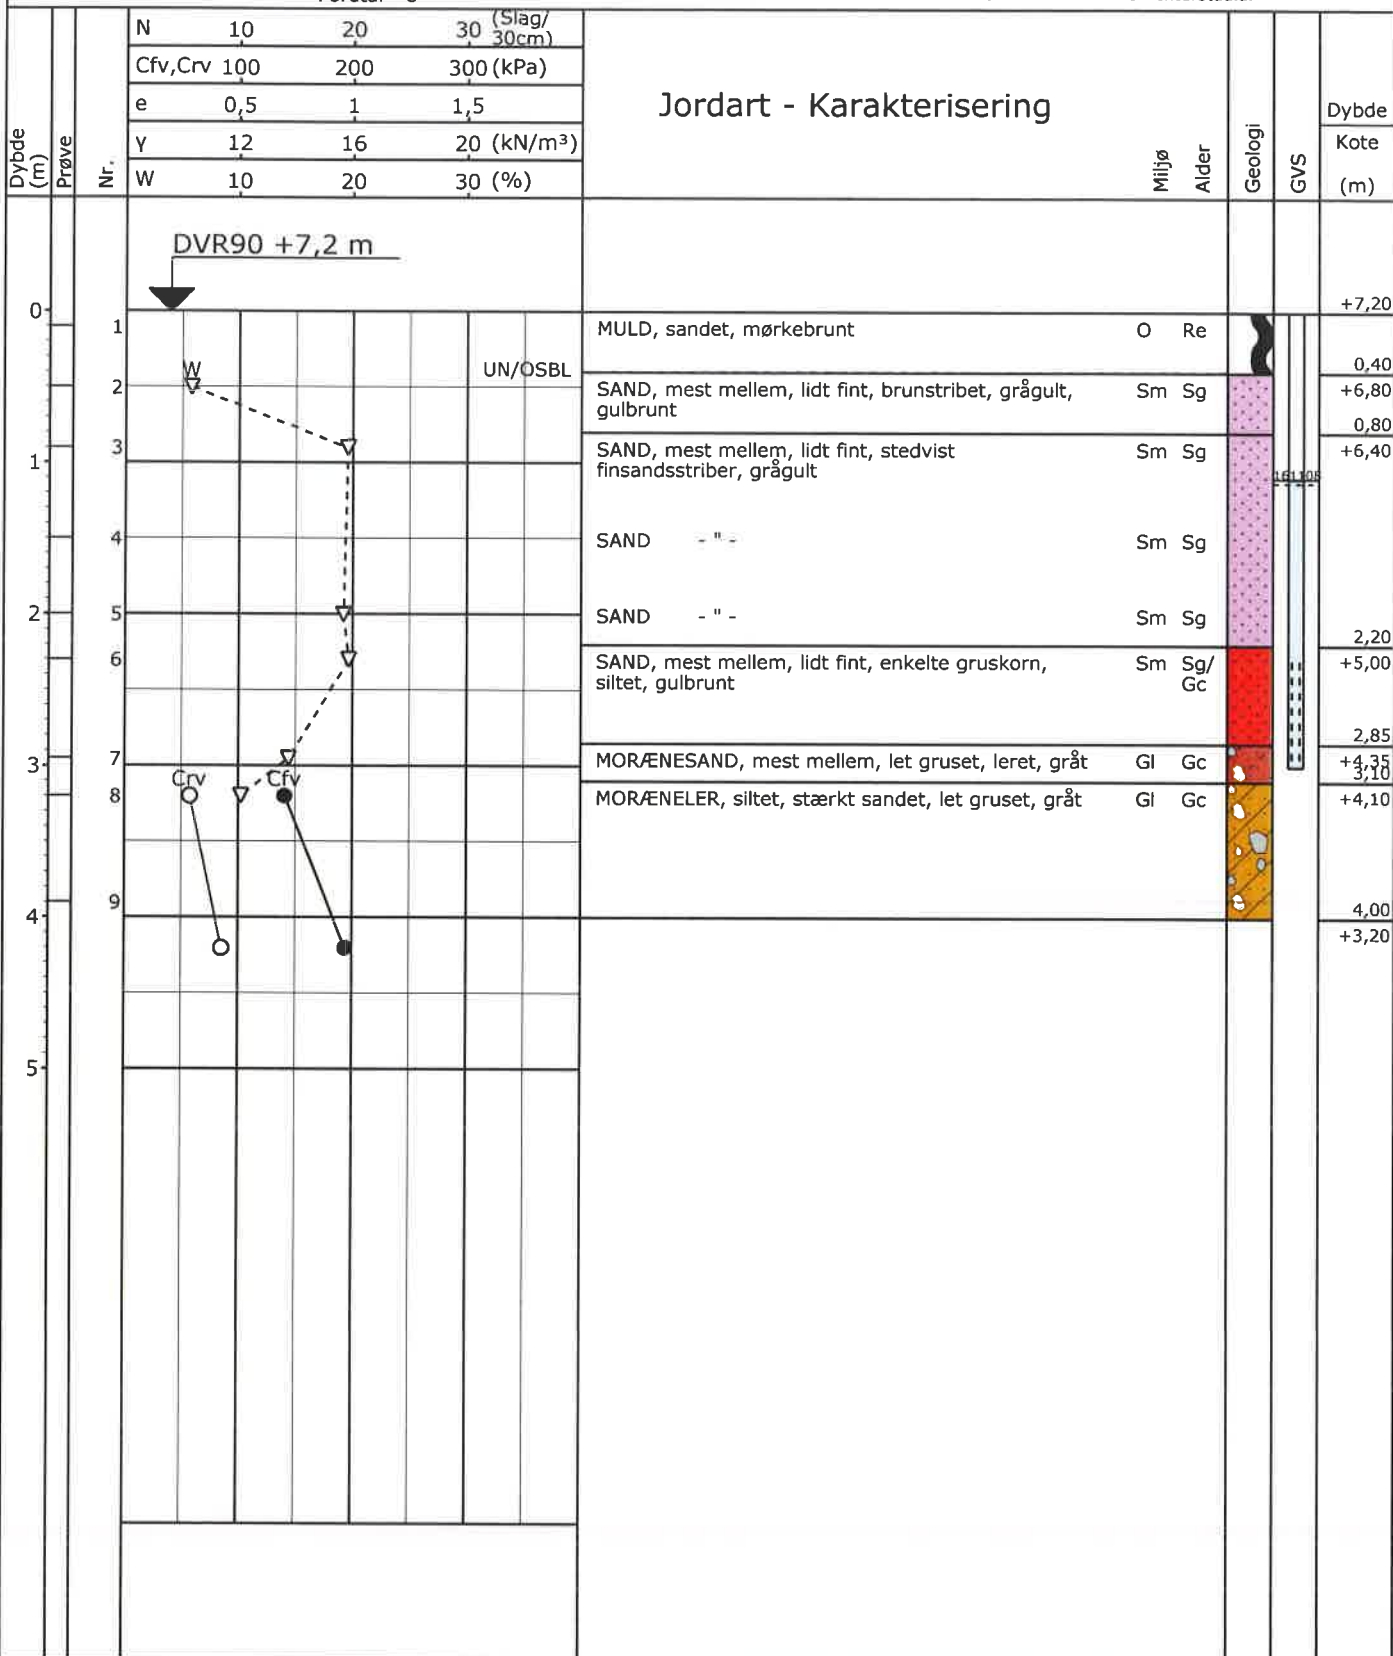 N 10 20 30 (Slag/30cm)
Cfv,Crv 100 200 300 (kPa)
e 0,5 1 1,5
γ 12 16 20 (kN/m³)
W 10 20 30 (%)
Dybde (m)
Prøve
Nr.
Jordart - Karakterisering
Miljø
Alder
Geologi
GVS
Dybde
Kote
(m)
DVR90 +7,2 m
0
+7,20
1 MULD, sandet, mørkebrunt O Re
W UN/OSBL
0,40
2 SAND, mest mellem, lidt fint, brunstribet, grågult, Sm Sg +6,80
gulbrunt
0,80
3 SAND, mest mellem, lidt fint, stedvist Sm Sg +6,40
1 finsandsstriber, grågult
4 SAND - " - Sm Sg
2 5 SAND - " - Sm Sg
2,20
6 SAND, mest mellem, lidt fint, enkelte gruskorn, Sm Sg/ +5,00
siltet, gulbrunt Gc
2,85
3 7 MORÆNESAND, mest mellem, let gruset, leret, gråt Gl Gc +4,35
Crv Cfv 3,10
8 MORÆNELER, siltet, stærkt sandet, let gruset, gråt Gl Gc +4,10
9
4 4,00
+3,20
5